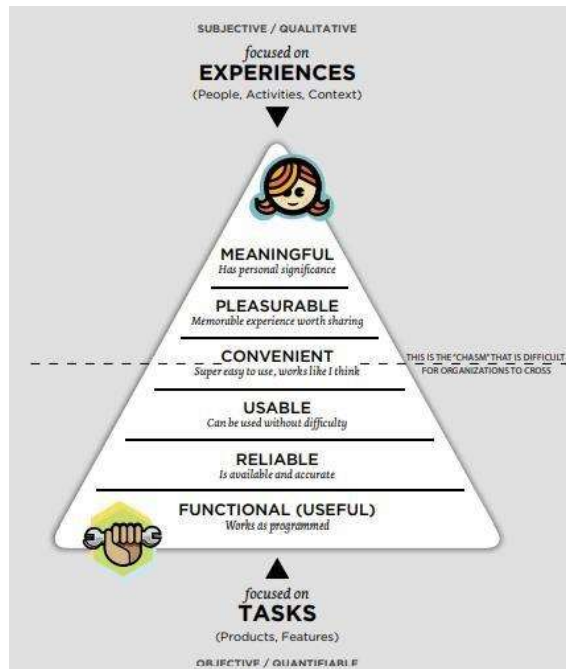 SUBJECTIVE / QUALITATIVE
focused on
EXPERIENCES
(People, Activities, Context)
MEANINGFUL
Has personal significance
PLEASURABLE
Memorable experience worth sharing
CONVENIENT
Super easy to use, works like I think
THIS IS THE "CHASM" THAT IS DIFFICULT
FOR ORGANIZATIONS TO CROSS
USABLE
Can be used without difficulty
RELIABLE
Is available and accurate
FUNCTIONAL (USEFUL)
Works as programmed
focused on
TASKS
(Products, Features)
OBJECTIVE / QUANTIFIABLE